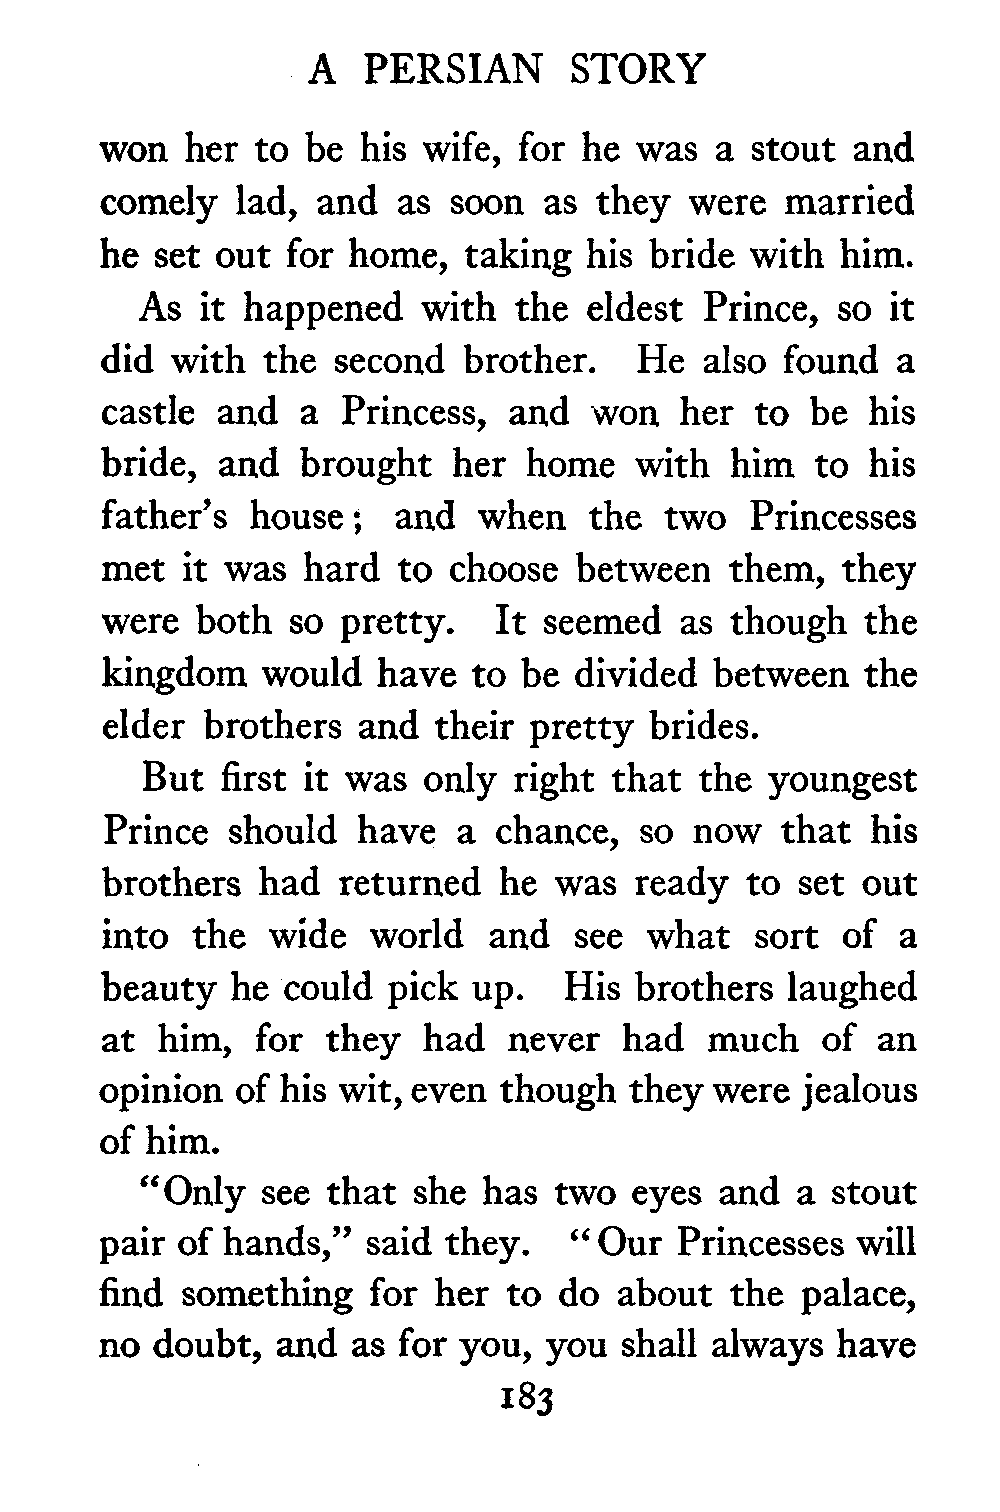 A PERSIAN STORY
won her to be his wife, for he was a stout and
comely lad, and as soon as they were married
he set out for home, taking his bride with him.
As it happened with the eldest Prince, so it
did with the second brother. He also found a
castle and a Princess, and won her to be his
bride, and brought her home with him to his
father's house; and when the two Princesses
met it was hard to choose between them, they
were both so pretty. It seemed as though the
kingdom would have to be divided between the
elder brothers and their pretty brides.
But first it was only right that the youngest
Prince should have a chance, so now that his
brothers had returned he was ready to set out
into the wide world and see what sort of a
beauty he could pick up. His brothers laughed
at him, for they had never had much of an
opinion of his wit, even though they were jealous
of him.
“Only see that she has two eyes and a stout
pair of hands,” said they. “Our Princesses will
find something for her to do about the palace,
no doubt, and as for you, you shall always have
183